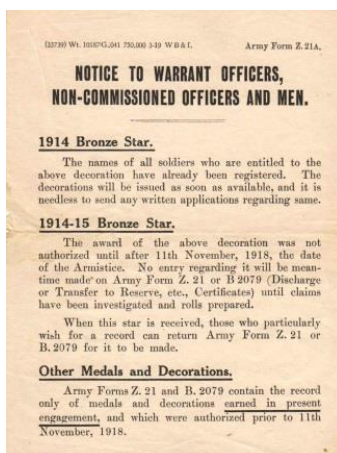 (33739) Wt. 10587/G.,041 750,000 3-19 W B & L. Army Form Z. 21A.
NOTICE TO WARRANT OFFICERS,
NON-COMMISSIONED OFFICERS AND MEN.
1914 Bronze Star.
The names of all soldiers who are entitled to the
above decoration have already been registered. The
decorations will be issued as soon as available, and it is
needless to send any written applications regarding same.
1914-15 Bronze Star.
The award of the above decoration was not
authorized until after 11th November, 1918, the date
of the Armistice. No entry regarding it will be mean-
time made on Army Form Z. 21 or B 2079 (Discharge
or Transfer to Reserve, etc., Certificates) until claims
have been investigated and rolls prepared.
When this star is received, those who particularly
wish for a record can return Army Form Z. 21 or
B. 2079 for it to be made.
Other Medals and Decorations.
Army Forms Z. 21 and B. 2079 contain the record
only of medals and decorations earned in present
engagement, and which were authorized prior to 11th
November, 1918.